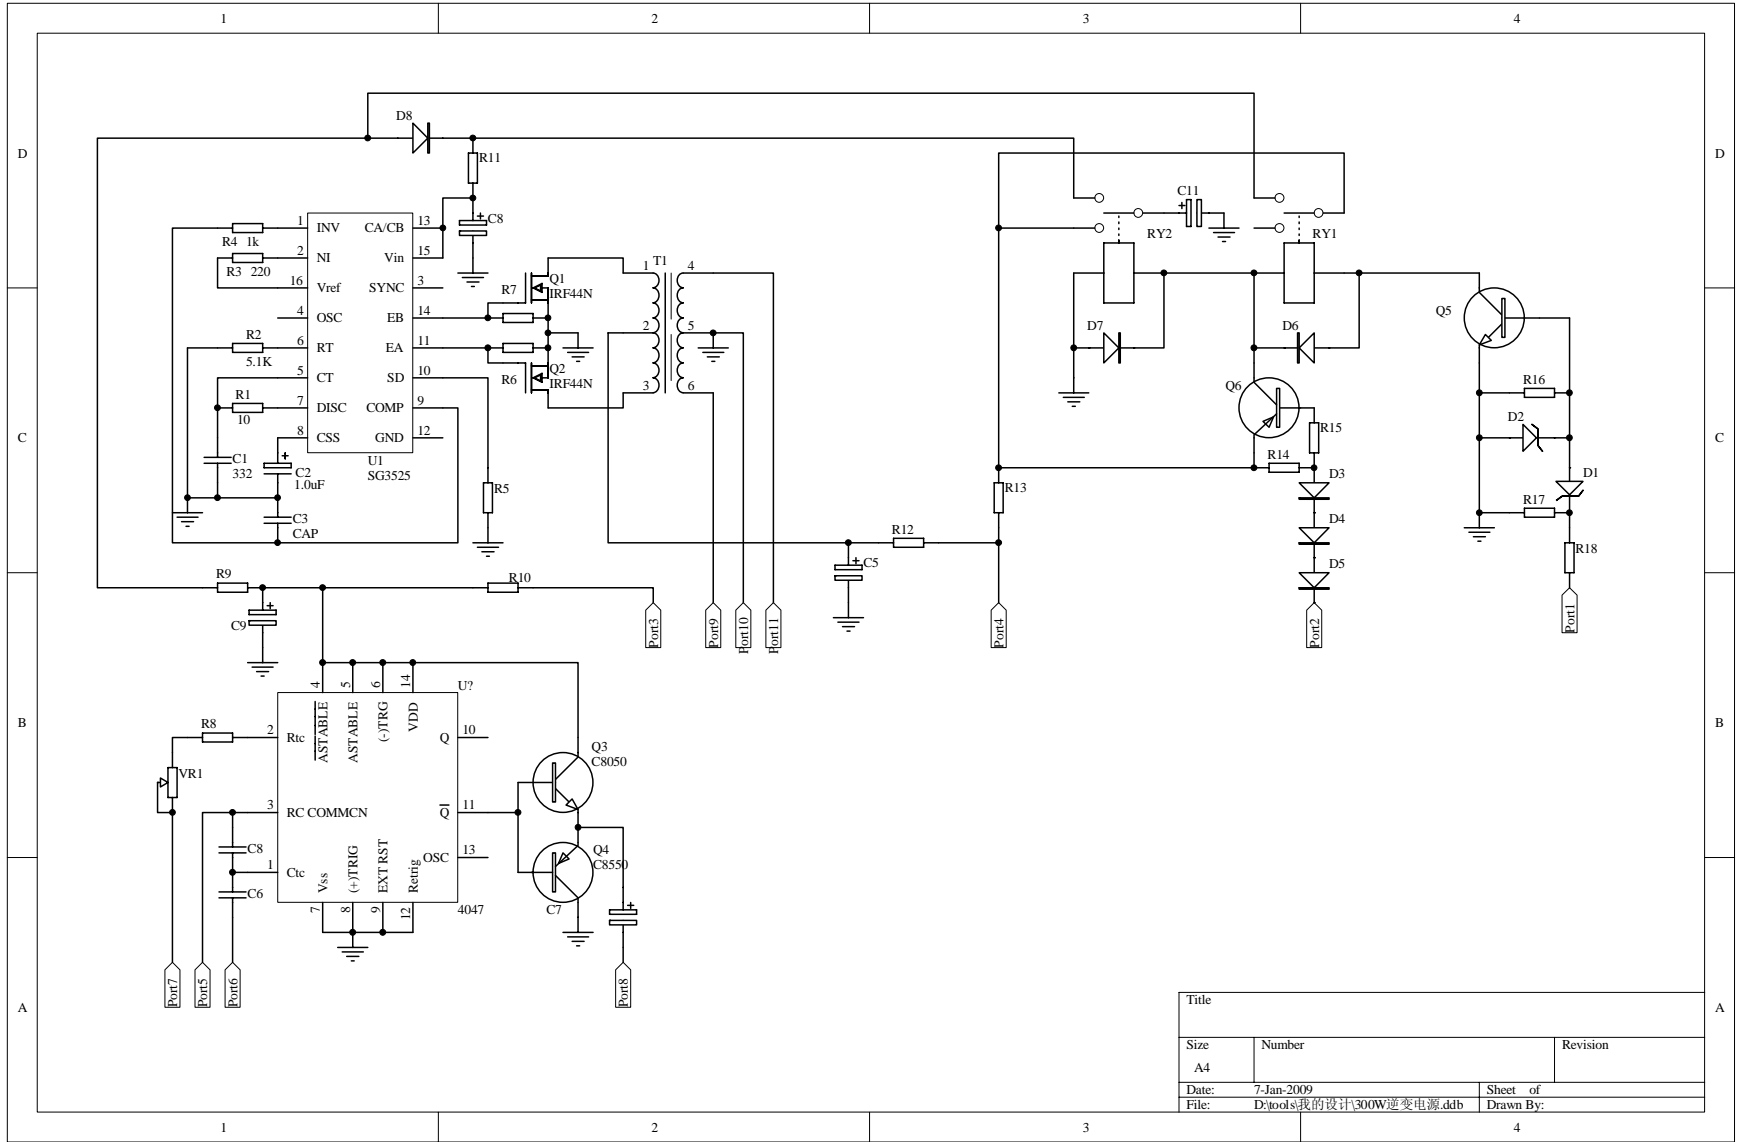 1
2
3
4
D
D
C
C
B
B
A
A
1
2
3
4
D8
R11
C8
R4 1k
R3 220
R2
5.1K
R1
10
C1
332
C2
1.0uF
C3
CAP
1 INV
2 NI
16 Vref
4 OSC
6 RT
5 CT
7 DISC
8 CSS
CA/CB 13
Vin 15
SYNC 3
EB 14
EA 11
SD 10
COMP 9
GND 12
U1
SG3525
R7
Q1
IRF44N
R6
Q2
IRF44N
R5
T1
1
2
3
4
5
6
C11
RY2
RY1
D7
D6
Q6
Q5
R15
R14
D3
D4
D5
R16
D2
D1
R17
R18
R13
R12
C5
R9
R10
C9
Port3
Port9
Port10
Port11
Port4
Port2
Port1
U?
4
5
6
14
ASTABLE
ASTABLE
(-)TRG
VDD
R8
2 Rtc
VR1
3 RC COMMCN
C8
1 Ctc
C6
Q 10
Q 11
OSC 13
Vss
(+)TRIG
EXT RST
Retrig
7
8
9
12
4047
Q3
C8050
Q4
C8550
C7
Port7
Port5
Port6
Port8
Title
Size
A4
Number
Revision
Date: 7-Jan-2009
Sheet of
File: D:\tools\我的设计\300W逆变电源.ddb
Drawn By: